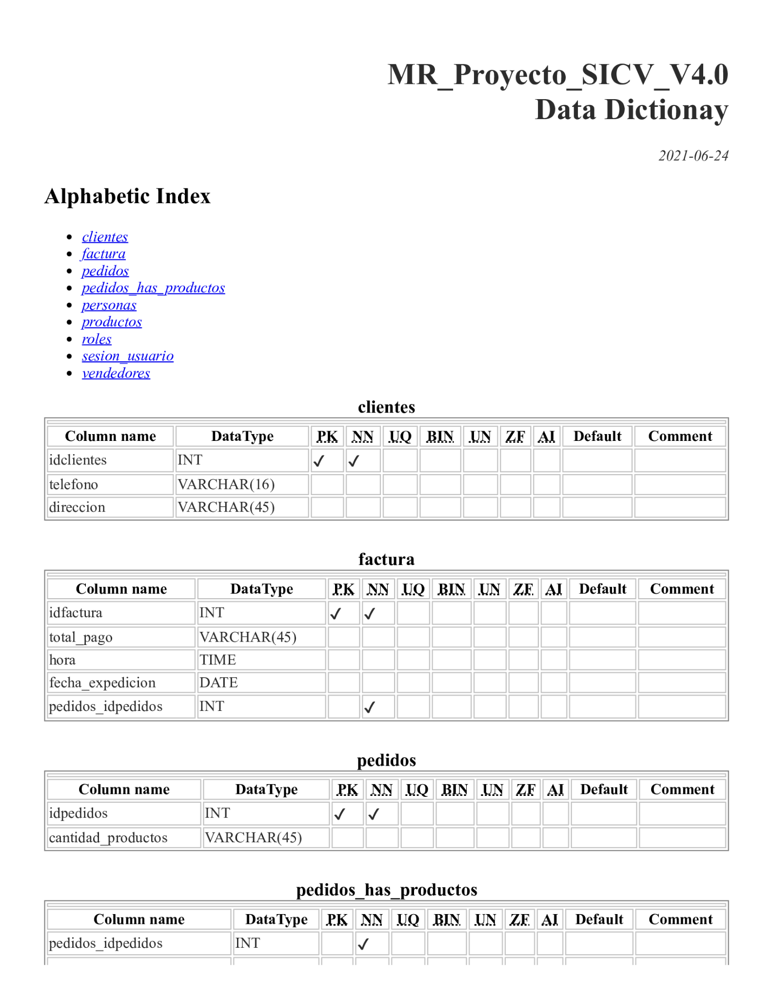 MR_Proyecto_SICV_V4.0
Data Dictionay
2021-06-24
Alphabetic Index
• clientes
• factura
• pedidos
• pedidos_has_productos
• personas
• productos
• roles
• sesion_usuario
• vendedores
clientes
Column name DataType PK NN UQ BIN UN ZF AI Default Comment
idclientes INT ✓ ✓
telefono VARCHAR(16)
direccion VARCHAR(45)
factura
Column name DataType PK NN UQ BIN UN ZF AI Default Comment
idfactura INT ✓ ✓
total_pago VARCHAR(45)
hora TIME
fecha_expedicion DATE
pedidos_idpedidos INT ✓
pedidos
Column name DataType PK NN UQ BIN UN ZF AI Default Comment
idpedidos INT ✓ ✓
cantidad_productos VARCHAR(45)
pedidos_has_productos
Column name DataType PK NN UQ BIN UN ZF AI Default Comment
pedidos_idpedidos INT ✓